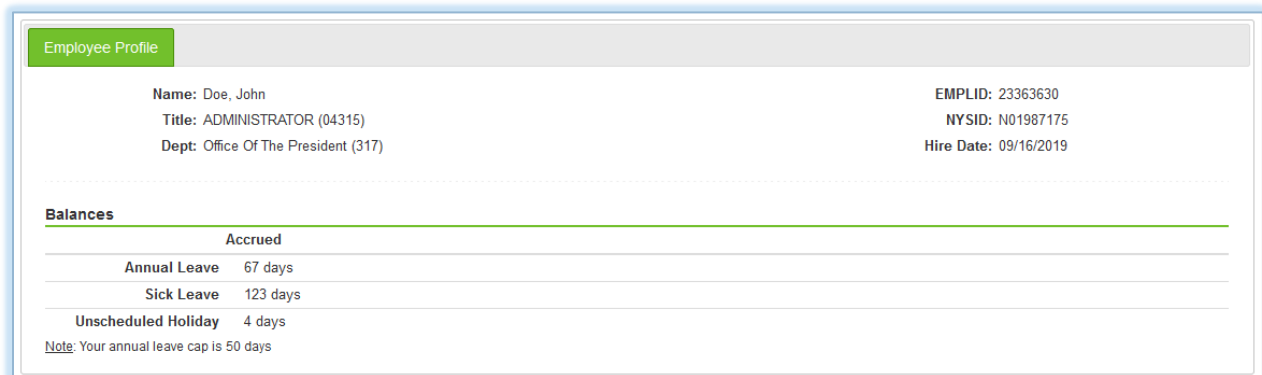 Employee Profile
Name: Doe, John EMPLID: 23363630
Title: ADMINISTRATOR (04315) NYSID: N01987175
Dept: Office Of The President (317) Hire Date: 09/16/2019
Balances
Accrued
Annual Leave 67 days
Sick Leave 123 days
Unscheduled Holiday 4 days
Note: Your annual leave cap is 50 days